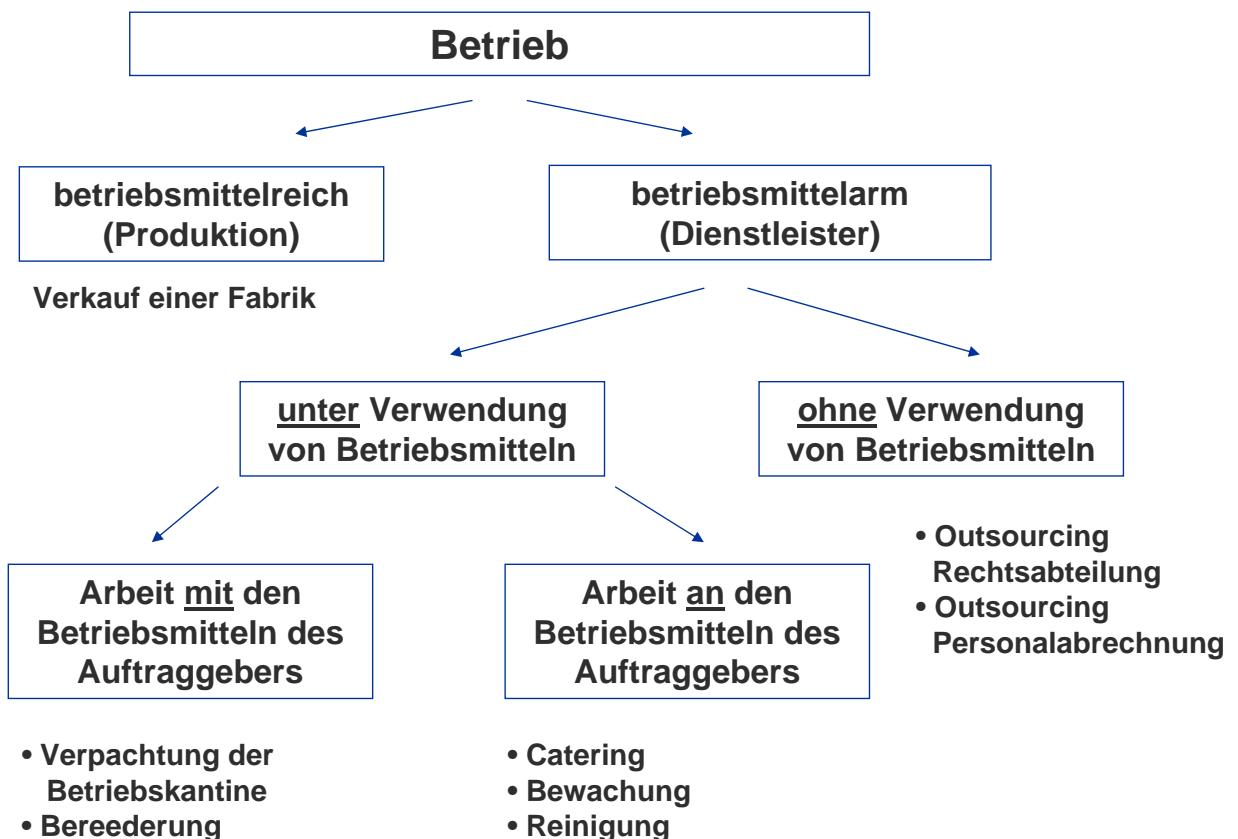 Betrieb
betriebsmittelreich
(Produktion)
betriebsmittelarm
(Dienstleister)
Verkauf einer Fabrik
unter Verwendung
von Betriebsmitteln
ohne Verwendung
von Betriebsmitteln
Arbeit mit den
Betriebsmitteln des
Auftraggebers
Arbeit an den
Betriebsmitteln des
Auftraggebers
• Outsourcing
Rechtsabteilung
• Outsourcing
Personalabrechnung
• Verpachtung der
Betriebskantine
• Bereederung
• Catering
• Bewachung
• Reinigung